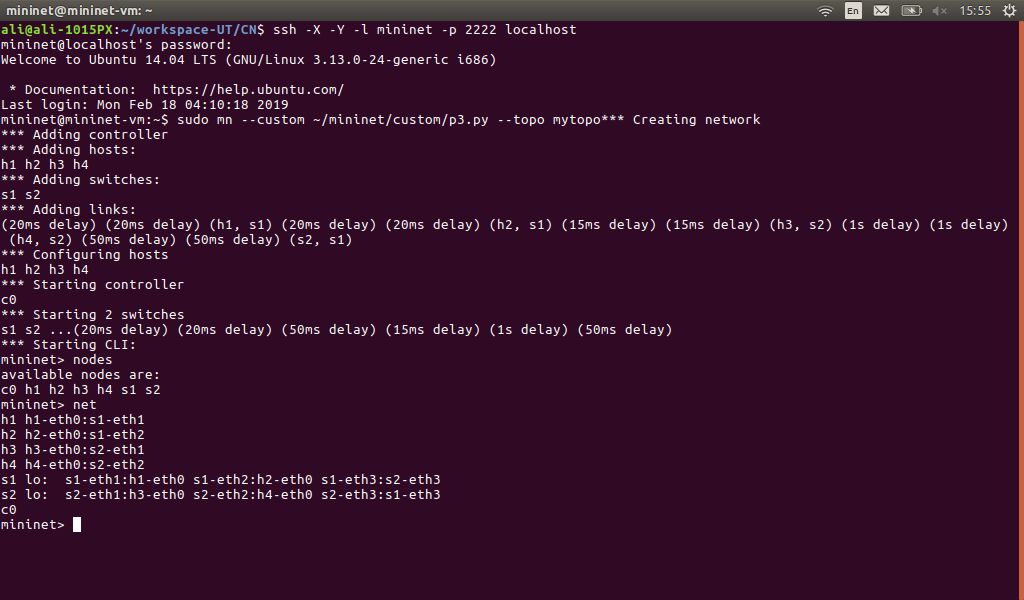 mininet@mininet-vm: ~
En
15:55
ali@ali-1015PX:~/workspace-UT/CN$ ssh -X -Y -l mininet -p 2222 localhost
mininet@localhost's password:
Welcome to Ubuntu 14.04 LTS (GNU/Linux 3.13.0-24-generic i686)
* Documentation:  https://help.ubuntu.com/
Last login: Mon Feb 18 04:10:18 2019
mininet@mininet-vm:~$ sudo mn --custom ~/mininet/custom/p3.py --topo mytopo*** Creating network
*** Adding controller
*** Adding hosts:
h1 h2 h3 h4
*** Adding switches:
s1 s2
*** Adding links:
(20ms delay) (20ms delay) (h1, s1) (20ms delay) (20ms delay) (h2, s1) (15ms delay) (15ms delay) (h3, s2) (1s delay) (1s delay)
(h4, s2) (50ms delay) (50ms delay) (s2, s1)
*** Configuring hosts
h1 h2 h3 h4
*** Starting controller
c0
*** Starting 2 switches
s1 s2 ...(20ms delay) (20ms delay) (50ms delay) (15ms delay) (1s delay) (50ms delay)
*** Starting CLI:
mininet> nodes
available nodes are:
c0 h1 h2 h3 h4 s1 s2
mininet> net
h1 h1-eth0:s1-eth1
h2 h2-eth0:s1-eth2
h3 h3-eth0:s2-eth1
h4 h4-eth0:s2-eth2
s1 lo:  s1-eth1:h1-eth0 s1-eth2:h2-eth0 s1-eth3:s2-eth3
s2 lo:  s2-eth1:h3-eth0 s2-eth2:h4-eth0 s2-eth3:s1-eth3
c0
mininet>